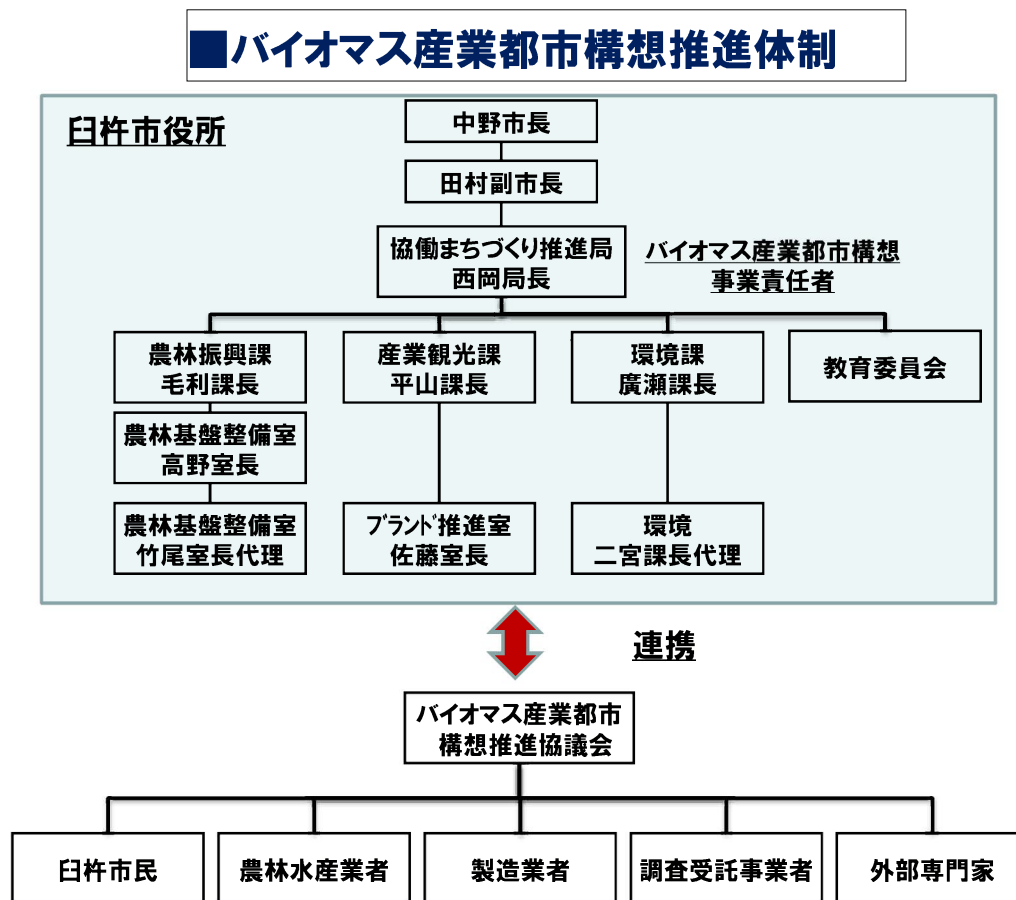 ■バイオマス産業都市構想推進体制
臼杵市役所
中野市長
田村副市長
協働まちづくり推進局
西岡局長
バイオマス産業都市構想
事業責任者
農林振興課
毛利課長
産業観光課
平山課長
環境課
廣瀬課長
教育委員会
農林基盤整備室
高野室長
農林基盤整備室
竹尾室長代理
ブランド推進室
佐藤室長
環境
二宮課長代理
連携
バイオマス産業都市
構想推進協議会
臼杵市民
農林水産業者
製造業者
調査受託事業者
外部専門家